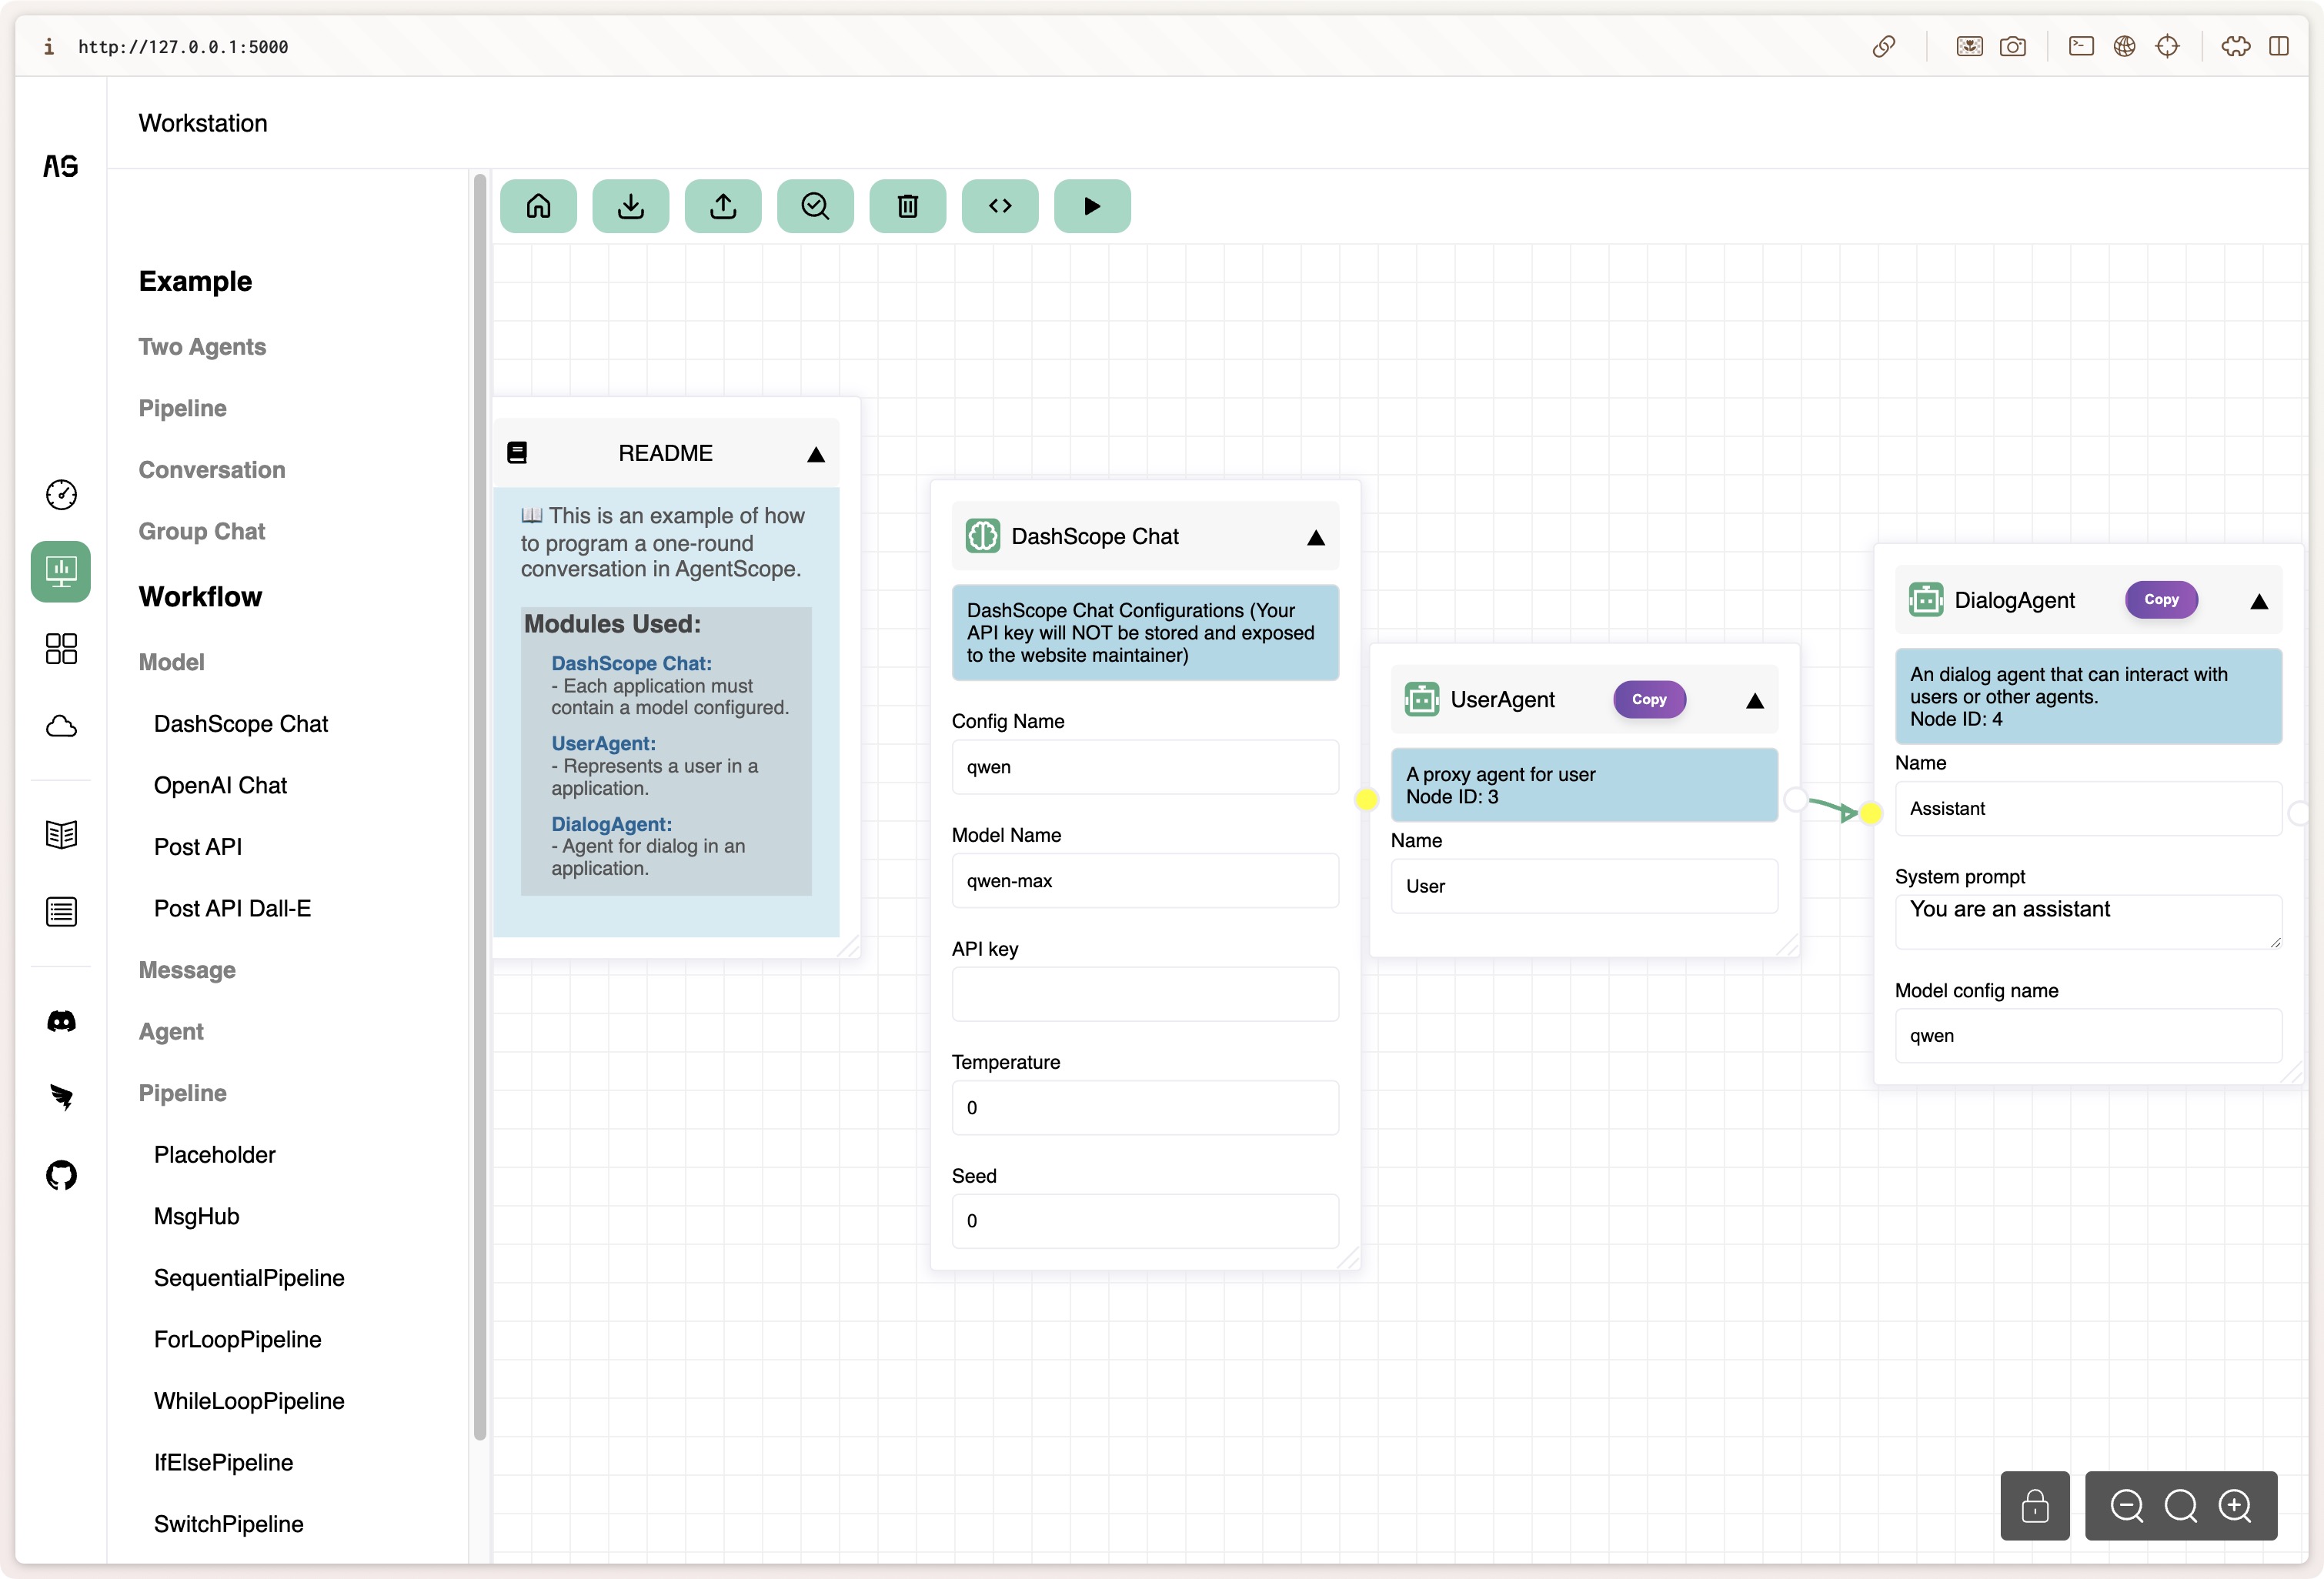 i http://127.0.0.1:5000
Workstation
AS
Example
Two Agents
Pipeline
Conversation
Group Chat
Workflow
Model
DashScope Chat
OpenAI Chat
Post API
Post API Dall-E
Message
Agent
Pipeline
Placeholder
MsgHub
SequentialPipeline
ForLoopPipeline
WhileLoopPipeline
IfElsePipeline
SwitchPipeline
README
📖 This is an example of how
to program a one-round
conversation in AgentScope.
Modules Used:
DashScope Chat:
- Each application must
contain a model configured.
UserAgent:
- Represents a user in a
application.
DialogAgent:
- Agent for dialog in an
application.
DashScope Chat
DashScope Chat Configurations (Your
API key will NOT be stored and exposed
to the website maintainer)
Config Name
qwen
Model Name
qwen-max
API key
Temperature
0
Seed
0
UserAgent Copy
A proxy agent for user
Node ID: 3
Name
User
DialogAgent Copy
An dialog agent that can interact with
users or other agents.
Node ID: 4
Name
Assistant
System prompt
You are an assistant
Model config name
qwen